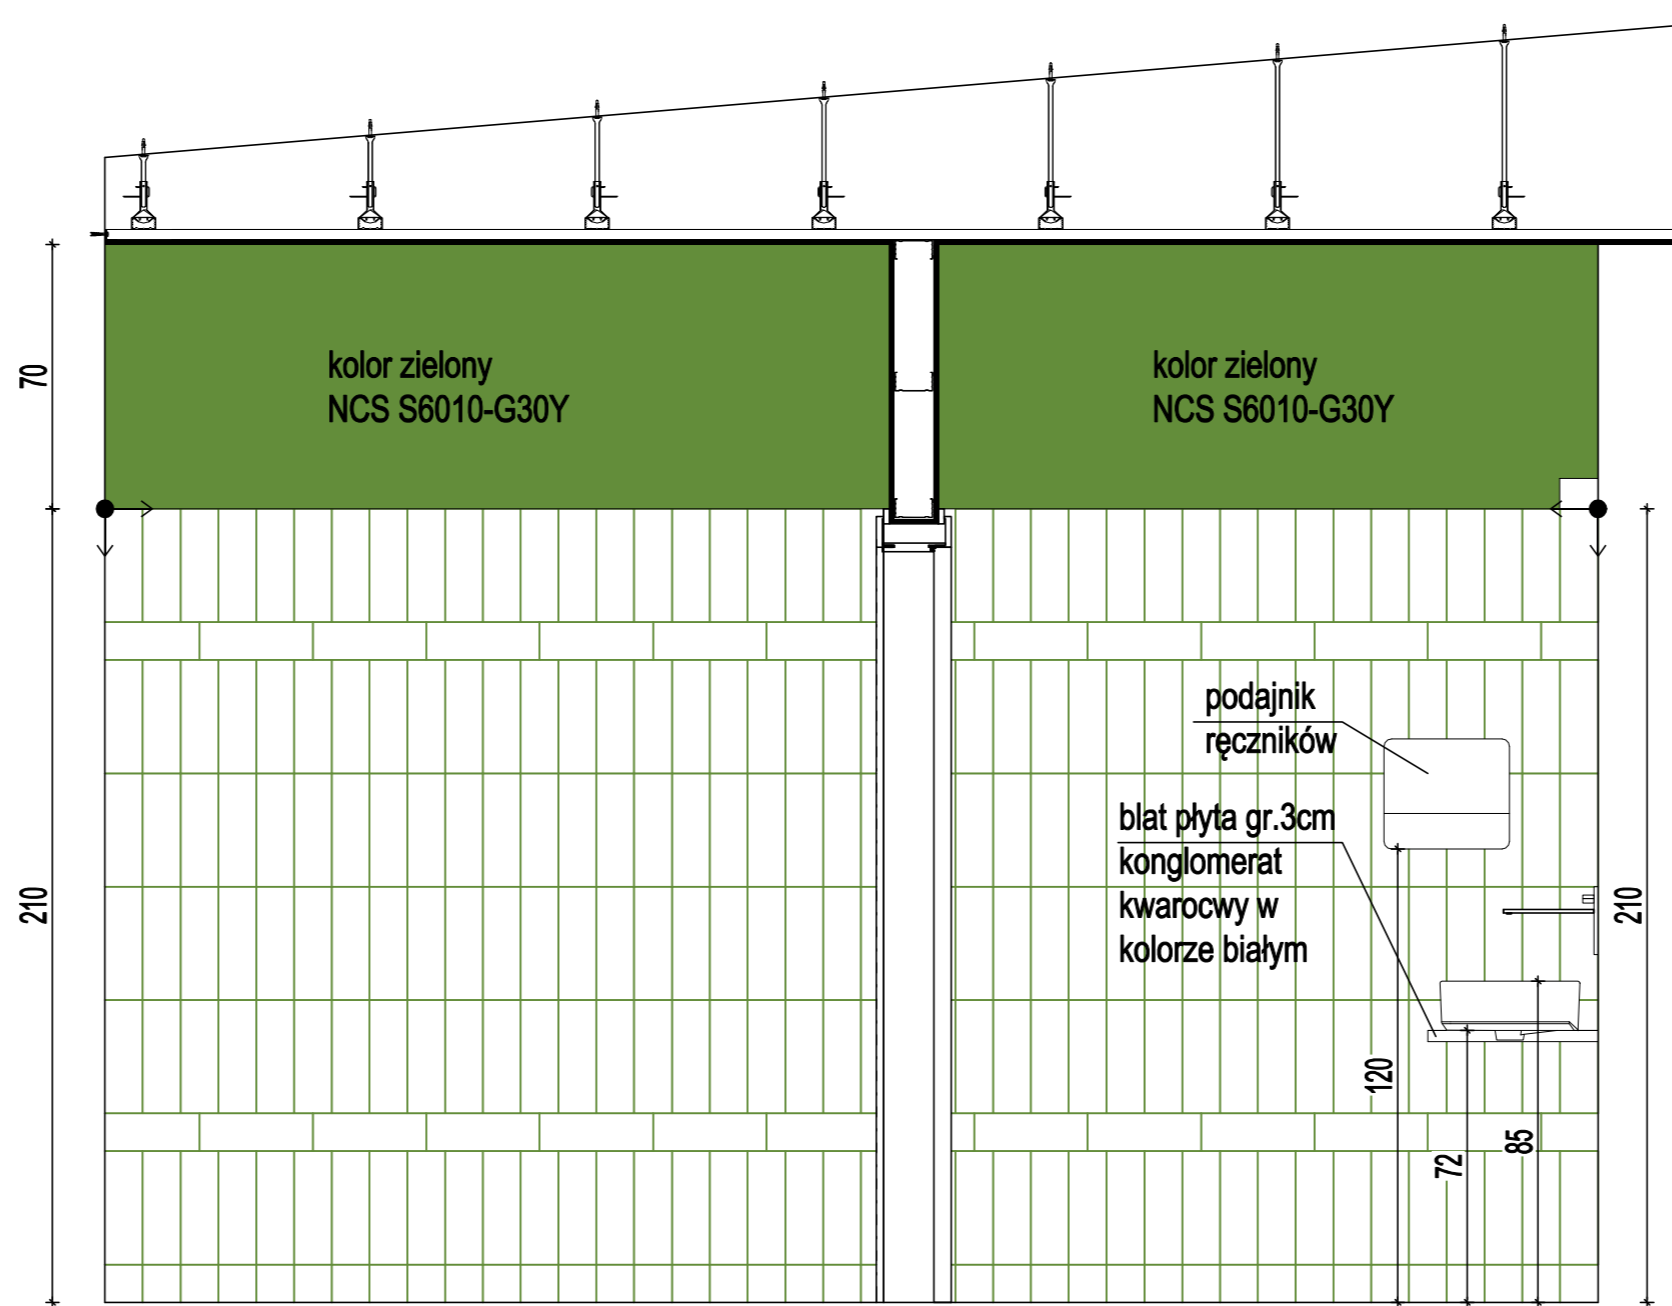 kolor zielony
NCS S6010-G30Y
kolor zielony
NCS S6010-G30Y
70
podajnik
ręczników
blat płyta gr.3cm
konglomerat
kwarocwy w
kolorze białym
210
210
120
85
72